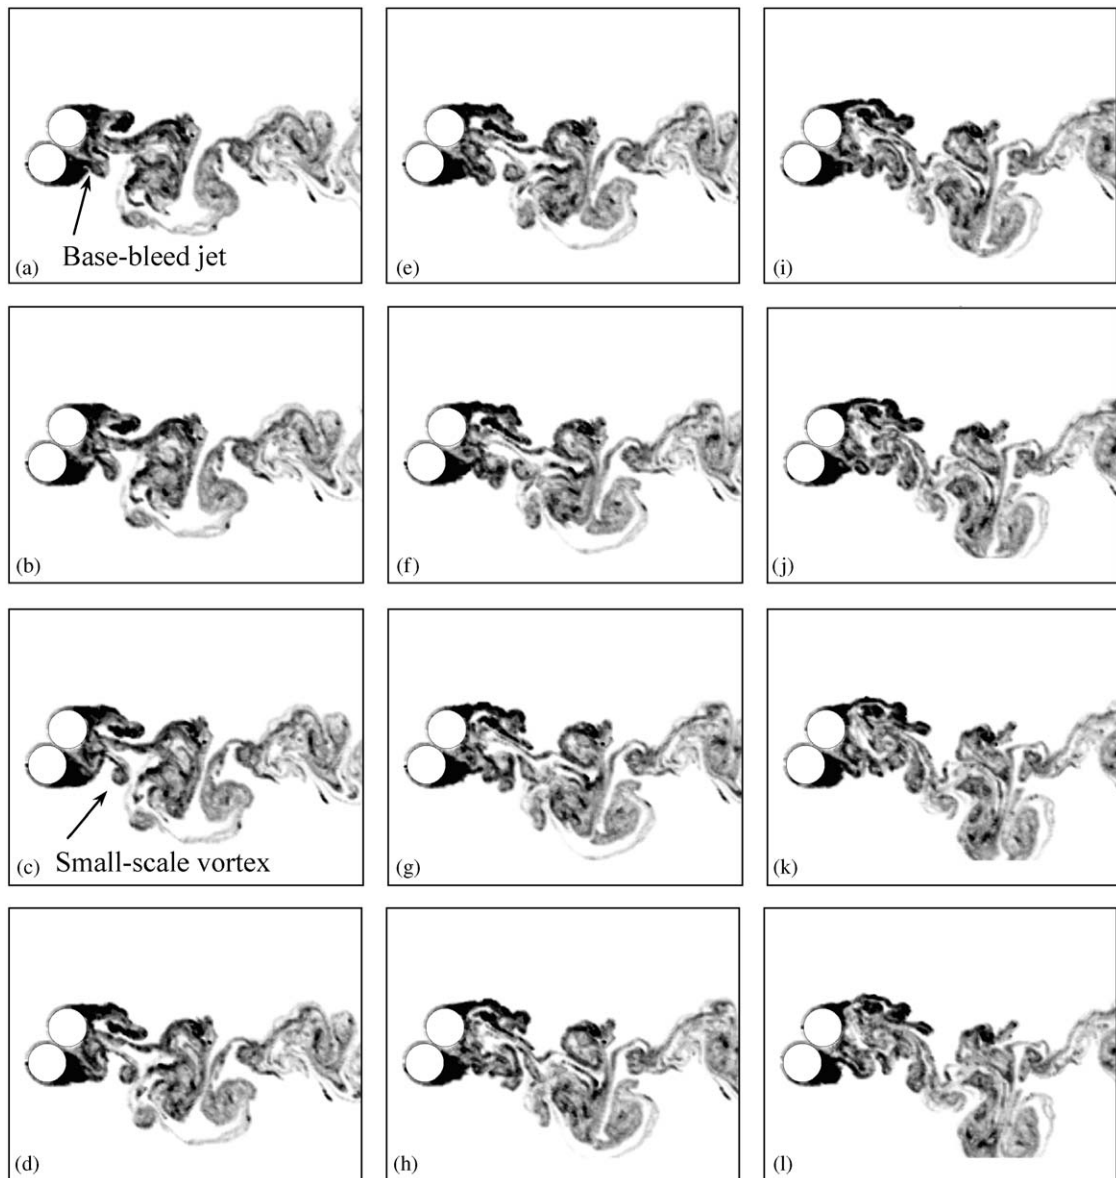 (a)
Base-bleed jet
(e)
(i)
(b)
(f)
(j)
(c)
Small-scale vortex
(g)
(k)
(d)
(h)
(l)